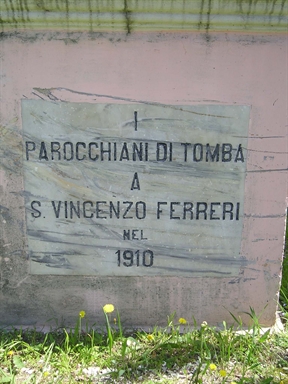 I
PAROCCHIANI DI TOMBA
A
S. VINCENZO FERRERI
NEL
1910